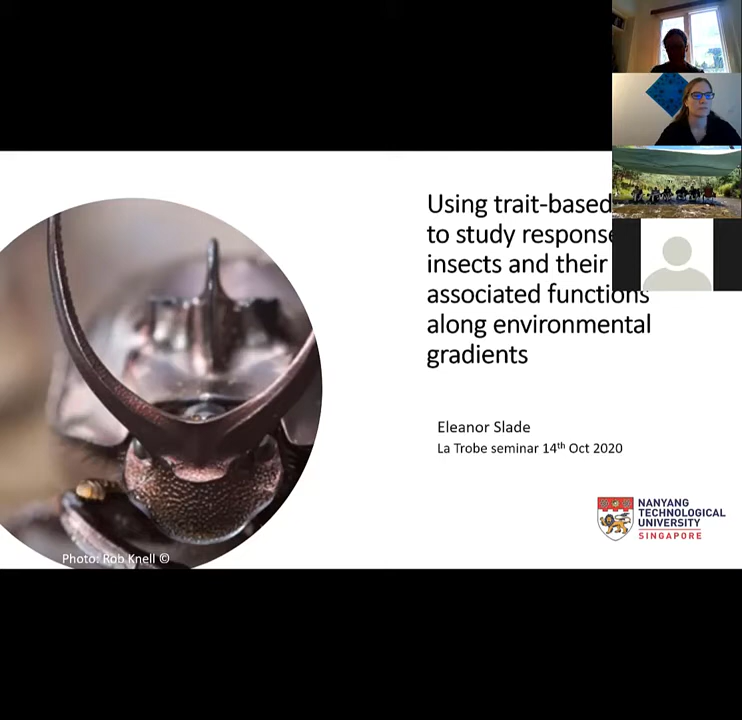 Using trait-based
to study response
insects and their
associated functions
along environmental
gradients
Eleanor Slade
La Trobe seminar 14th Oct 2020
NANYANG
TECHNOLOGICAL
UNIVERSITY
SINGAPORE
Photo: Rob Knell ©